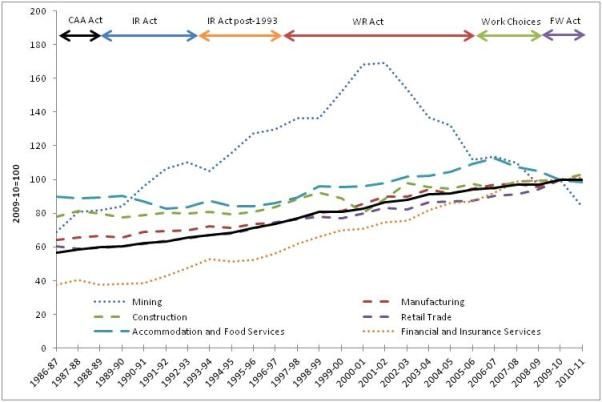 CAA Act IR Act IR Act post-1993 WR Act Work Choices FW Act
200
180
160
140
120
100
80
60
40
20
0
2009-10=100
Mining Manufacturing
Construction Retail Trade
Accommodation and Food Services Financial and Insurance Services
1986-87 1987-88 1988-89 1989-90 1990-91 1991-92 1992-93 1993-94 1994-95 1995-96 1996-97 1997-98 1998-99 1999-00 2000-01 2001-02 2002-03 2003-04 2004-05 2005-06 2006-07 2007-08 2008-09 2009-10 2010-11